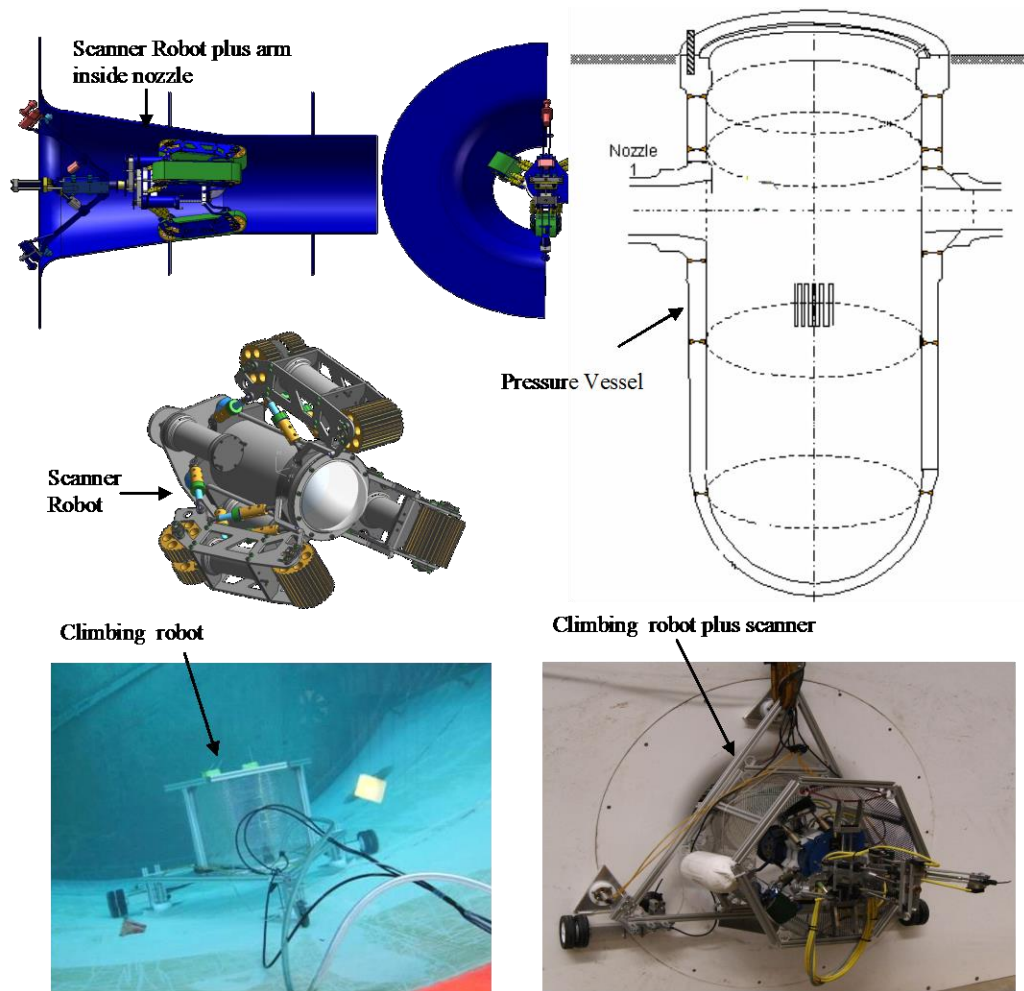 Scanner Robot plus arm
inside nozzle
Nozzle
1
Pressure Vessel
Scanner
Robot
Climbing robot
Climbing robot plus scanner